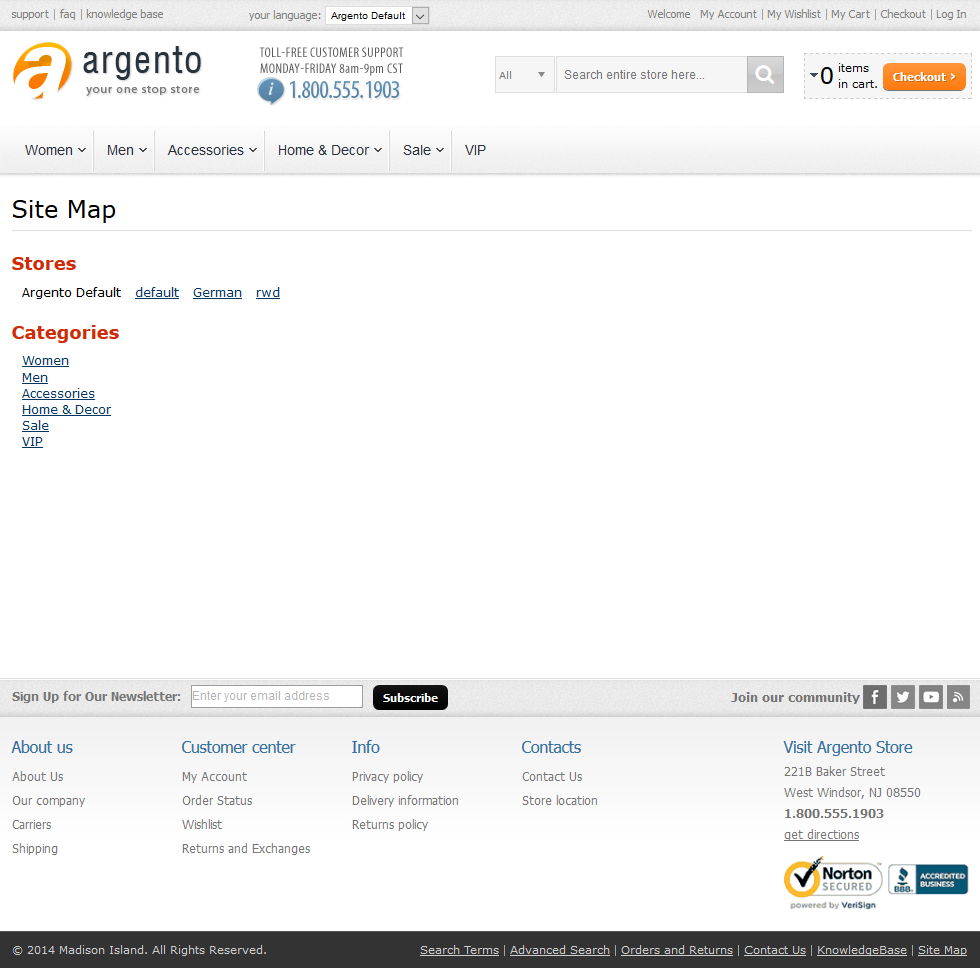 support | faq | knowledge base
your language: Argento Default
Welcome My Account | My Wishlist | My Cart | Checkout | Log In
argento
your one stop store
TOLL-FREE CUSTOMER SUPPORT
MONDAY-FRIDAY 8am-9pm CST
i 1.800.555.1903
All
Search entire store here...
0 items in cart.
Checkout >
Women
Men
Accessories
Home & Decor
Sale
VIP
Site Map
Stores
Argento Default default German rwd
Categories
Women
Men
Accessories
Home & Decor
Sale
VIP
Sign Up for Our Newsletter: Enter your email address Subscribe
Join our community
About us
About Us
Our company
Carriers
Shipping
Customer center
My Account
Order Status
Wishlist
Returns and Exchanges
Info
Privacy policy
Delivery information
Returns policy
Contacts
Contact Us
Store location
Visit Argento Store
221B Baker Street
West Windsor, NJ 08550
1.800.555.1903
get directions
Norton
SECURED
powered by VeriSign
BBB
ACCREDITED
BUSINESS
© 2014 Madison Island. All Rights Reserved.
Search Terms | Advanced Search | Orders and Returns | Contact Us | KnowledgeBase | Site Map